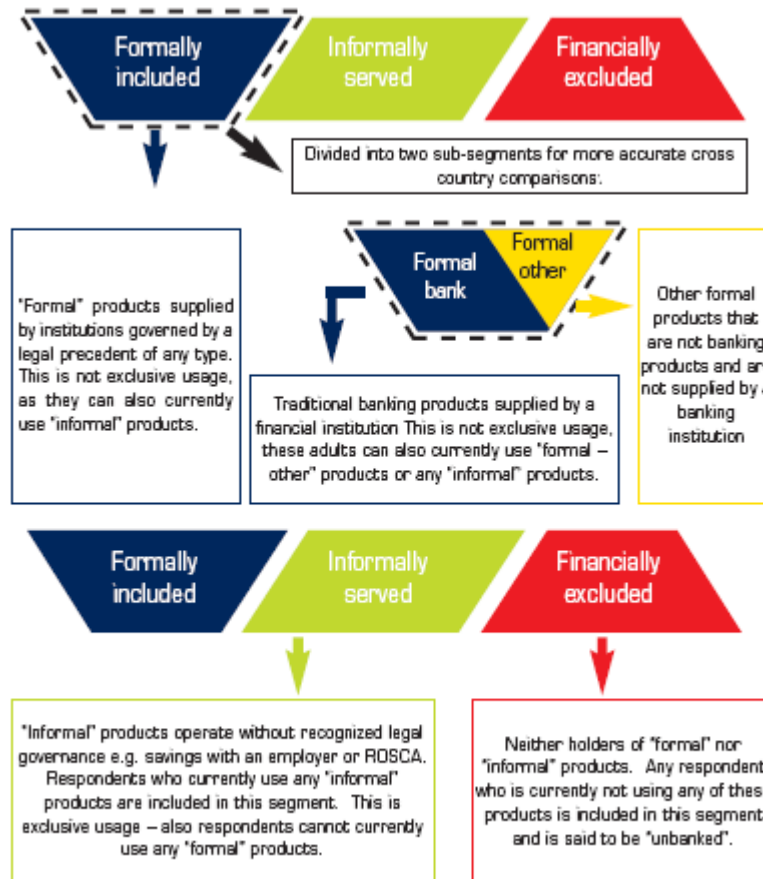 Formally
included
Informally
served
Financially
excluded
Divided into two sub-segments for more accurate cross
country comparisons:.
"Formal" products supplied
by institutions governed by a
legal precedent of any type.
This is not exclusive usage,
as they can also currently
use "informal" products.
Formal
bank
Formal
other
Traditional banking products supplied by a
financial institution This is not exclusive usage,
these adults can also currently use "formal –
other" products or any "informal" products.
Other formal
products that
are not banking
products and
not supplied by
banking
institution
Formally
included
Informally
served
Financially
excluded
"Informal" products operate without recognized legal
governance e.g. savings with an employer or ROSCA.
Respondents who currently use any "informal"
products are included in this segment. This is
exclusive usage – also respondents cannot currently
use any "formal" products.
Neither holders of "formal" nor
"informal" products. Any respondent
who is currently not using any of these
products is included in this segment
and is said to be "unbanked".